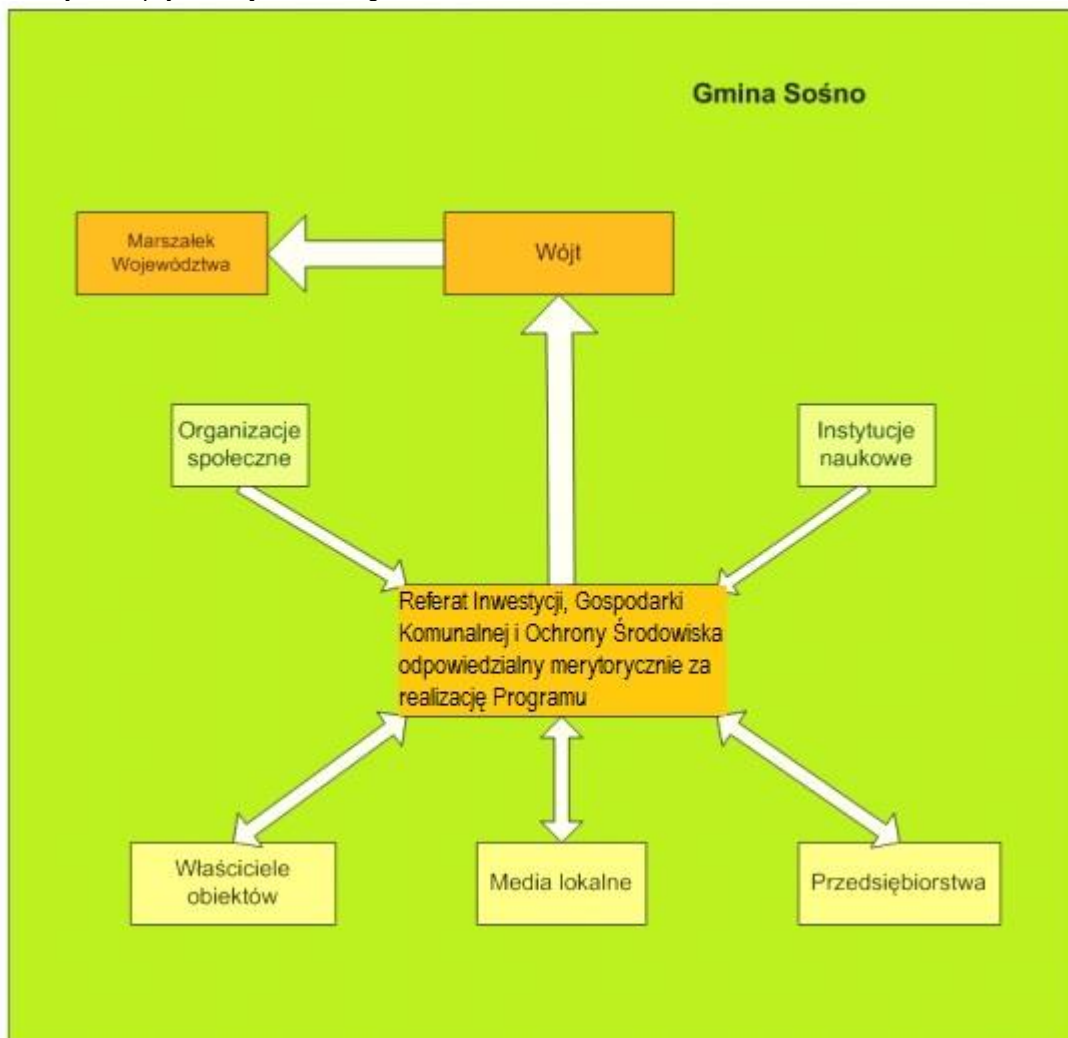 Gmina Sośno
Marszałek
Województwa
Wójt
Organizacje
społeczne
Instytucje
naukowe
Referat Inwestycji, Gospodarki
Komunalnej i Ochrony Środowiska
odpowiedzialny merytorycznie za
realizację Programu
Właściciele
obiektów
Media lokalne
Przedsiębiorstwa